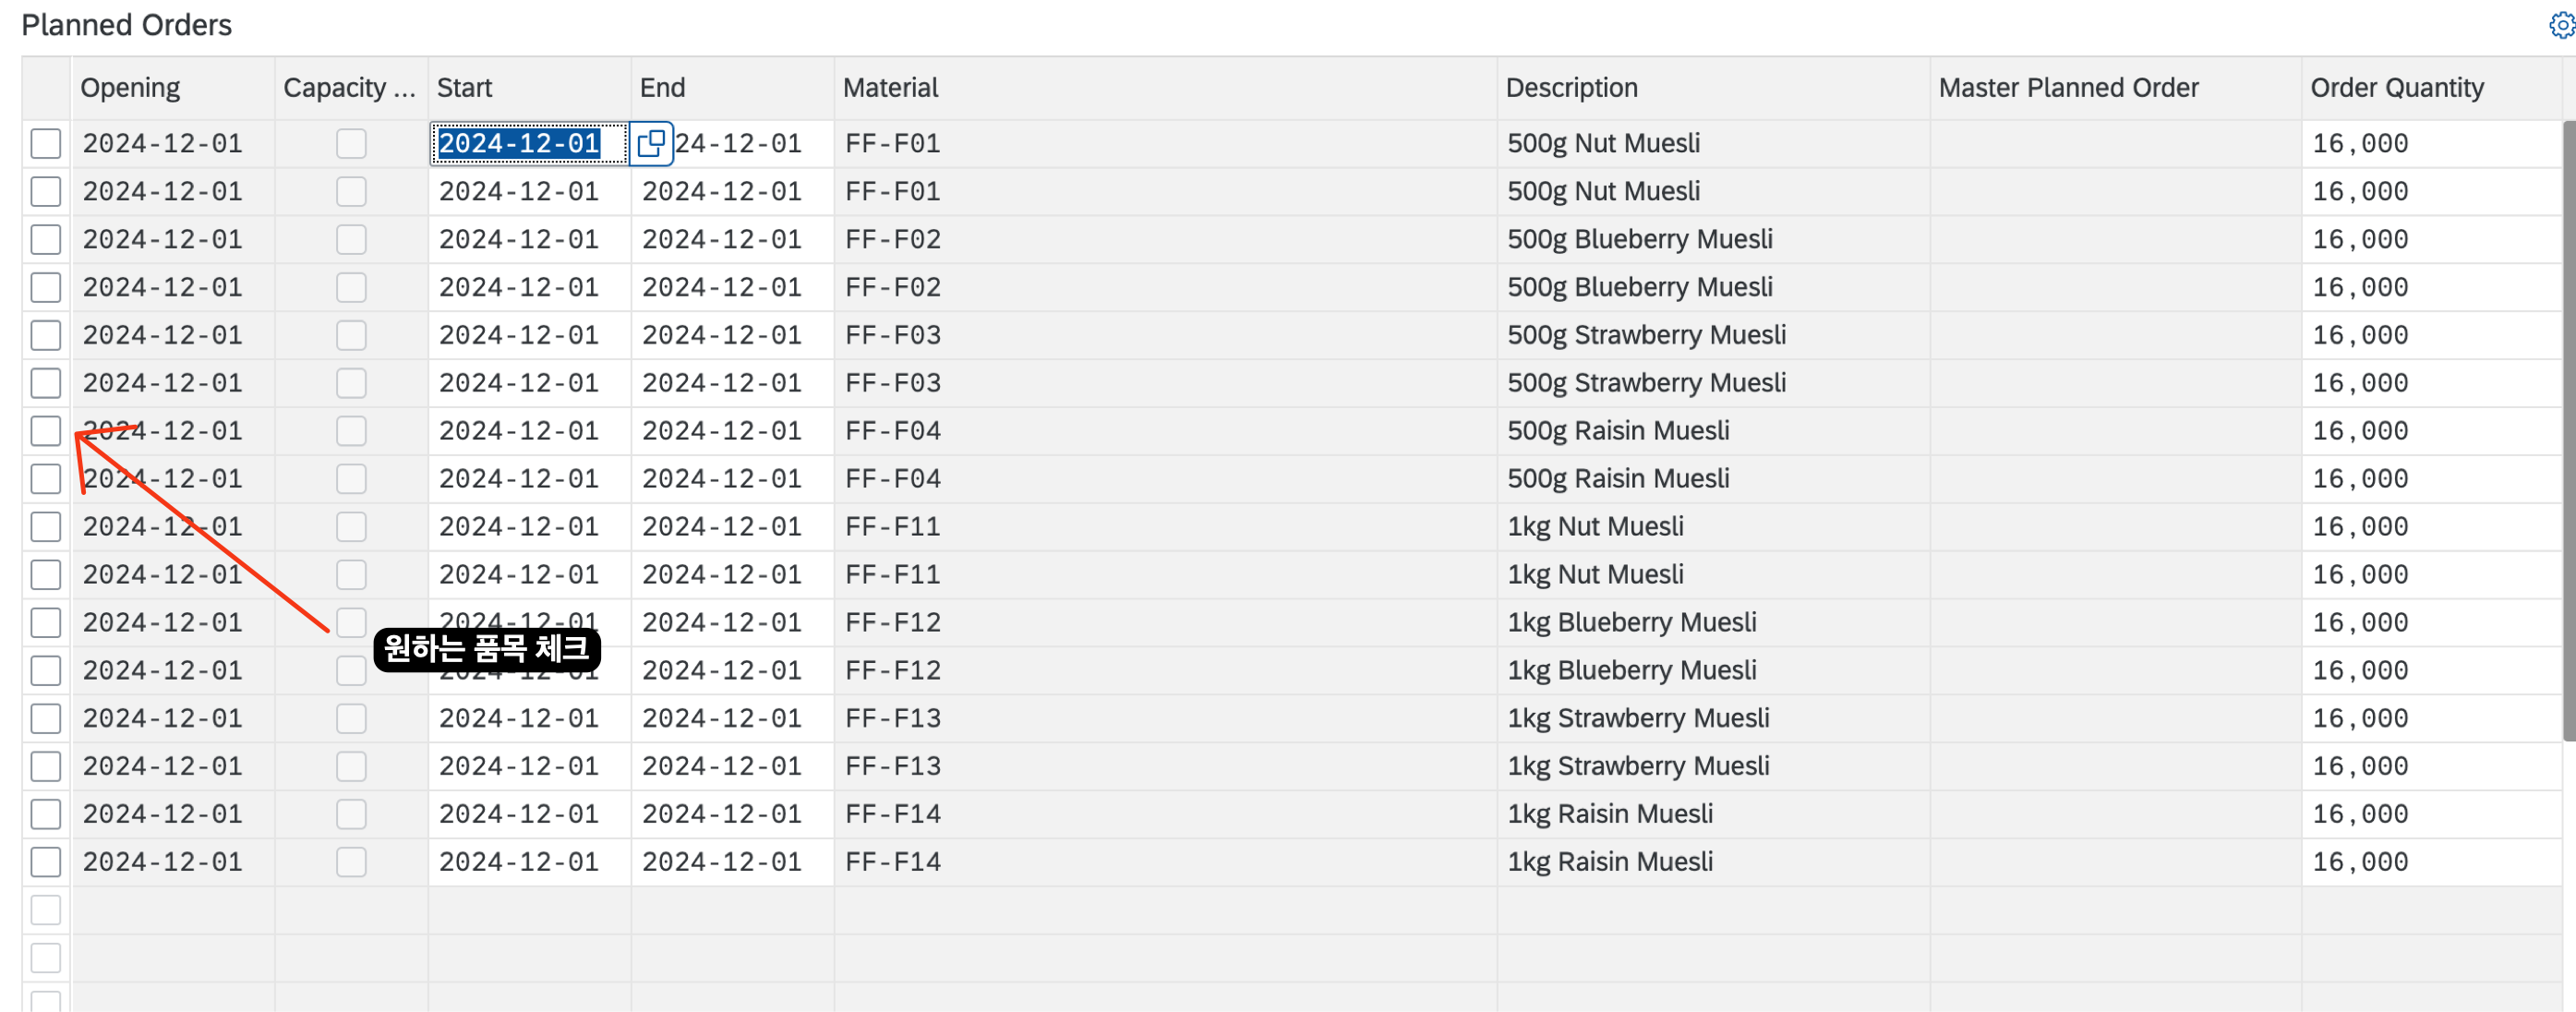 Planned Orders
Opening Capacity ... Start End Material Description Master Planned Order Order Quantity
2024-12-01 2024-12-01 24-12-01 FF-F01 500g Nut Muesli 16,000
2024-12-01 2024-12-01 2024-12-01 FF-F01 500g Nut Muesli 16,000
2024-12-01 2024-12-01 2024-12-01 FF-F02 500g Blueberry Muesli 16,000
2024-12-01 2024-12-01 2024-12-01 FF-F02 500g Blueberry Muesli 16,000
2024-12-01 2024-12-01 2024-12-01 FF-F03 500g Strawberry Muesli 16,000
2024-12-01 2024-12-01 2024-12-01 FF-F03 500g Strawberry Muesli 16,000
2024-12-01 2024-12-01 2024-12-01 FF-F04 500g Raisin Muesli 16,000
2024-12-01 2024-12-01 2024-12-01 FF-F04 500g Raisin Muesli 16,000
2024-12-01 2024-12-01 2024-12-01 FF-F11 1kg Nut Muesli 16,000
2024-12-01 2024-12-01 2024-12-01 FF-F11 1kg Nut Muesli 16,000
2024-12-01 2024-12-01 2024-12-01 FF-F12 1kg Blueberry Muesli 16,000
원하는 품목 체크
2024-12-01 2024-12-01 2024-12-01 FF-F12 1kg Blueberry Muesli 16,000
2024-12-01 2024-12-01 2024-12-01 FF-F13 1kg Strawberry Muesli 16,000
2024-12-01 2024-12-01 2024-12-01 FF-F13 1kg Strawberry Muesli 16,000
2024-12-01 2024-12-01 2024-12-01 FF-F14 1kg Raisin Muesli 16,000
2024-12-01 2024-12-01 2024-12-01 FF-F14 1kg Raisin Muesli 16,000